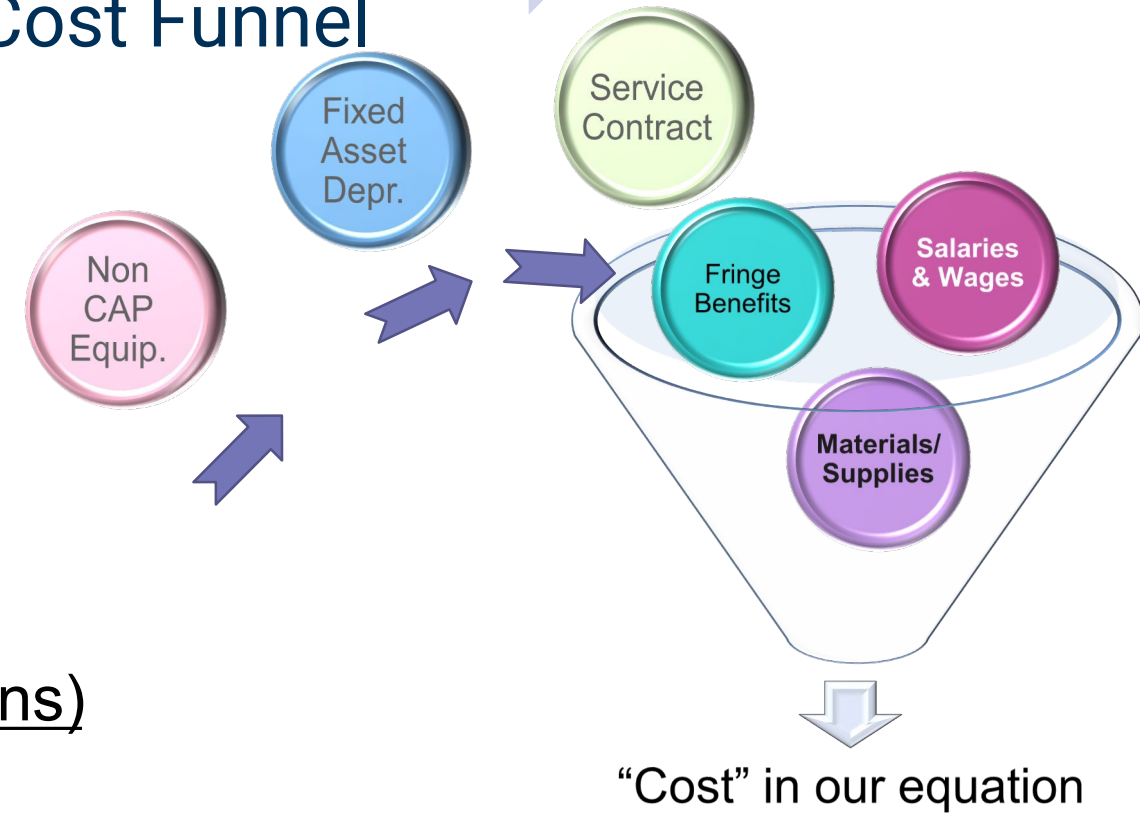 Cost Funnel
Service
Contract
Fixed
Asset
Depr.
Non
CAP
Equip.
Fringe
Benefits
Salaries
& Wages
Materials/
Supplies
ns)
“Cost” in our equation